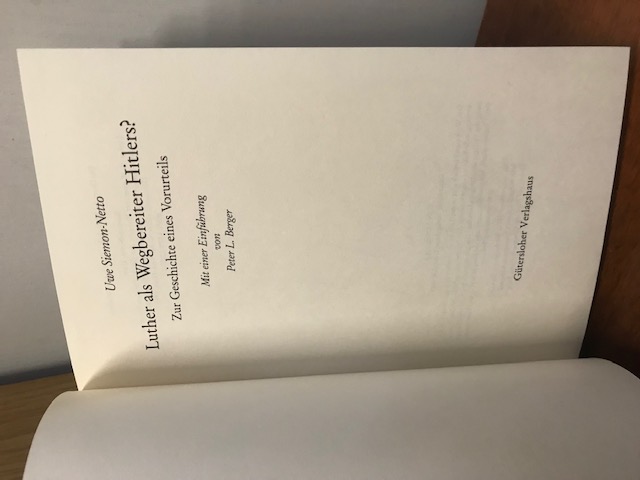 Uwe Siemon-Netto
Luther als Wegbereiter Hitlers?
Zur Geschichte eines Vorurteils
Mit einer Einführung
von
Peter L. Berger
Gütersloher Verlagshaus